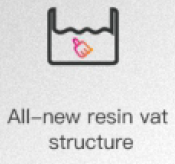 All-new resin vat
structure